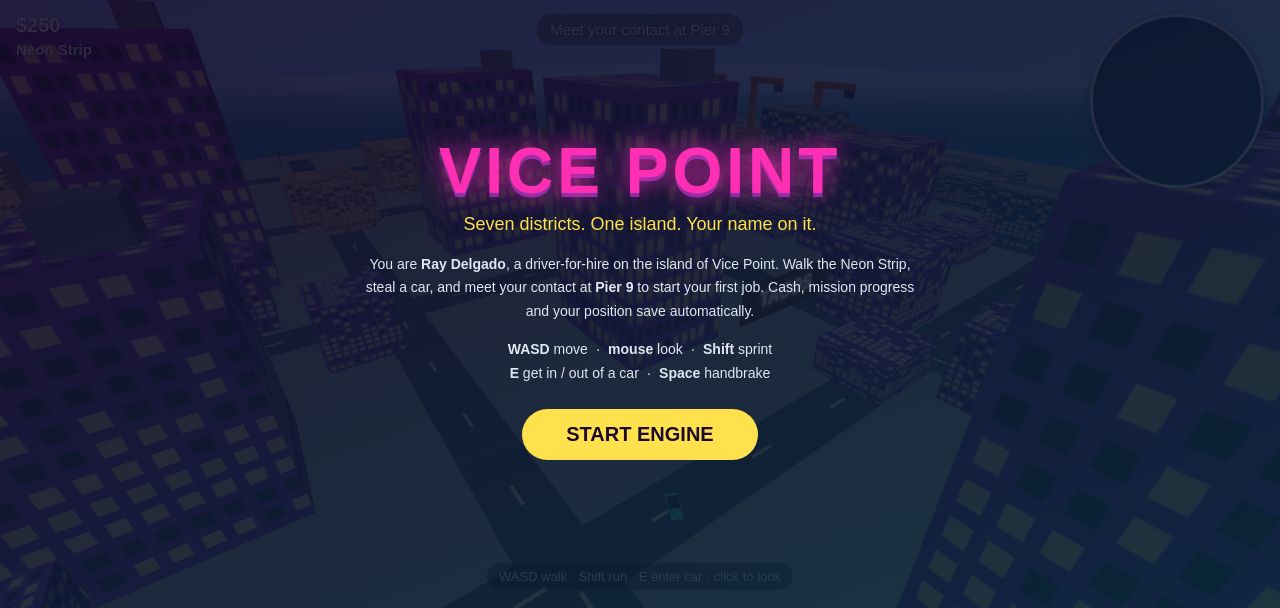 $250
Neon Strip
Meet your contact at Pier 9
VICE POINT
Seven districts. One island. Your name on it.
You are Ray Delgado, a driver-for-hire on the island of Vice Point. Walk the Neon Strip,
steal a car, and meet your contact at Pier 9 to start your first job. Cash, mission progress
and your position save automatically.
WASD move · mouse look · Shift sprint
E get in / out of a car · Space handbrake
START ENGINE
WASD walk · Shift run · E enter car · click to look